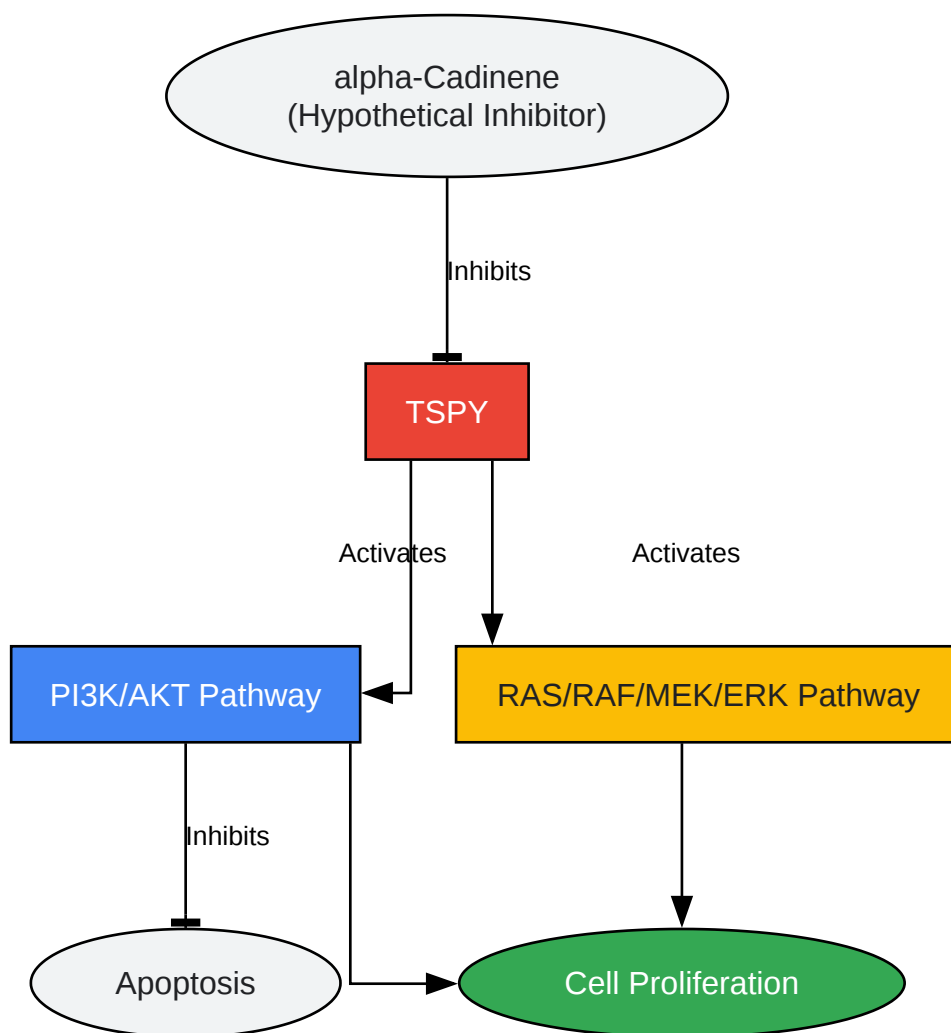 alpha-Cadinene
(Hypothetical Inhibitor)
Inhibits
TSPY
Activates
Activates
PI3K/AKT Pathway
RAS/RAF/MEK/ERK Pathway
Inhibits
Apoptosis
Cell Proliferation